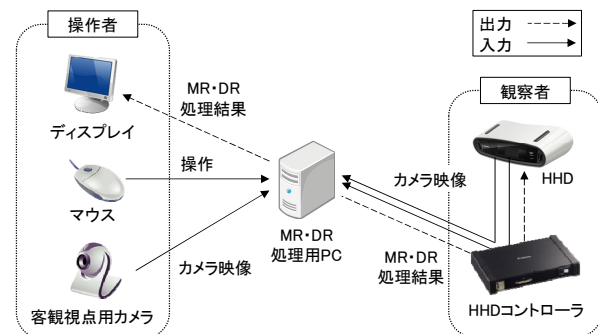 操作者
出力
入力
MR・DR
処理結果
観察者
ディスプレイ
操作
カメラ映像
HHD
マウス
MR・DR
処理用PC
カメラ映像
MR・DR
処理結果
客観視点用カメラ
HHDコントローラ